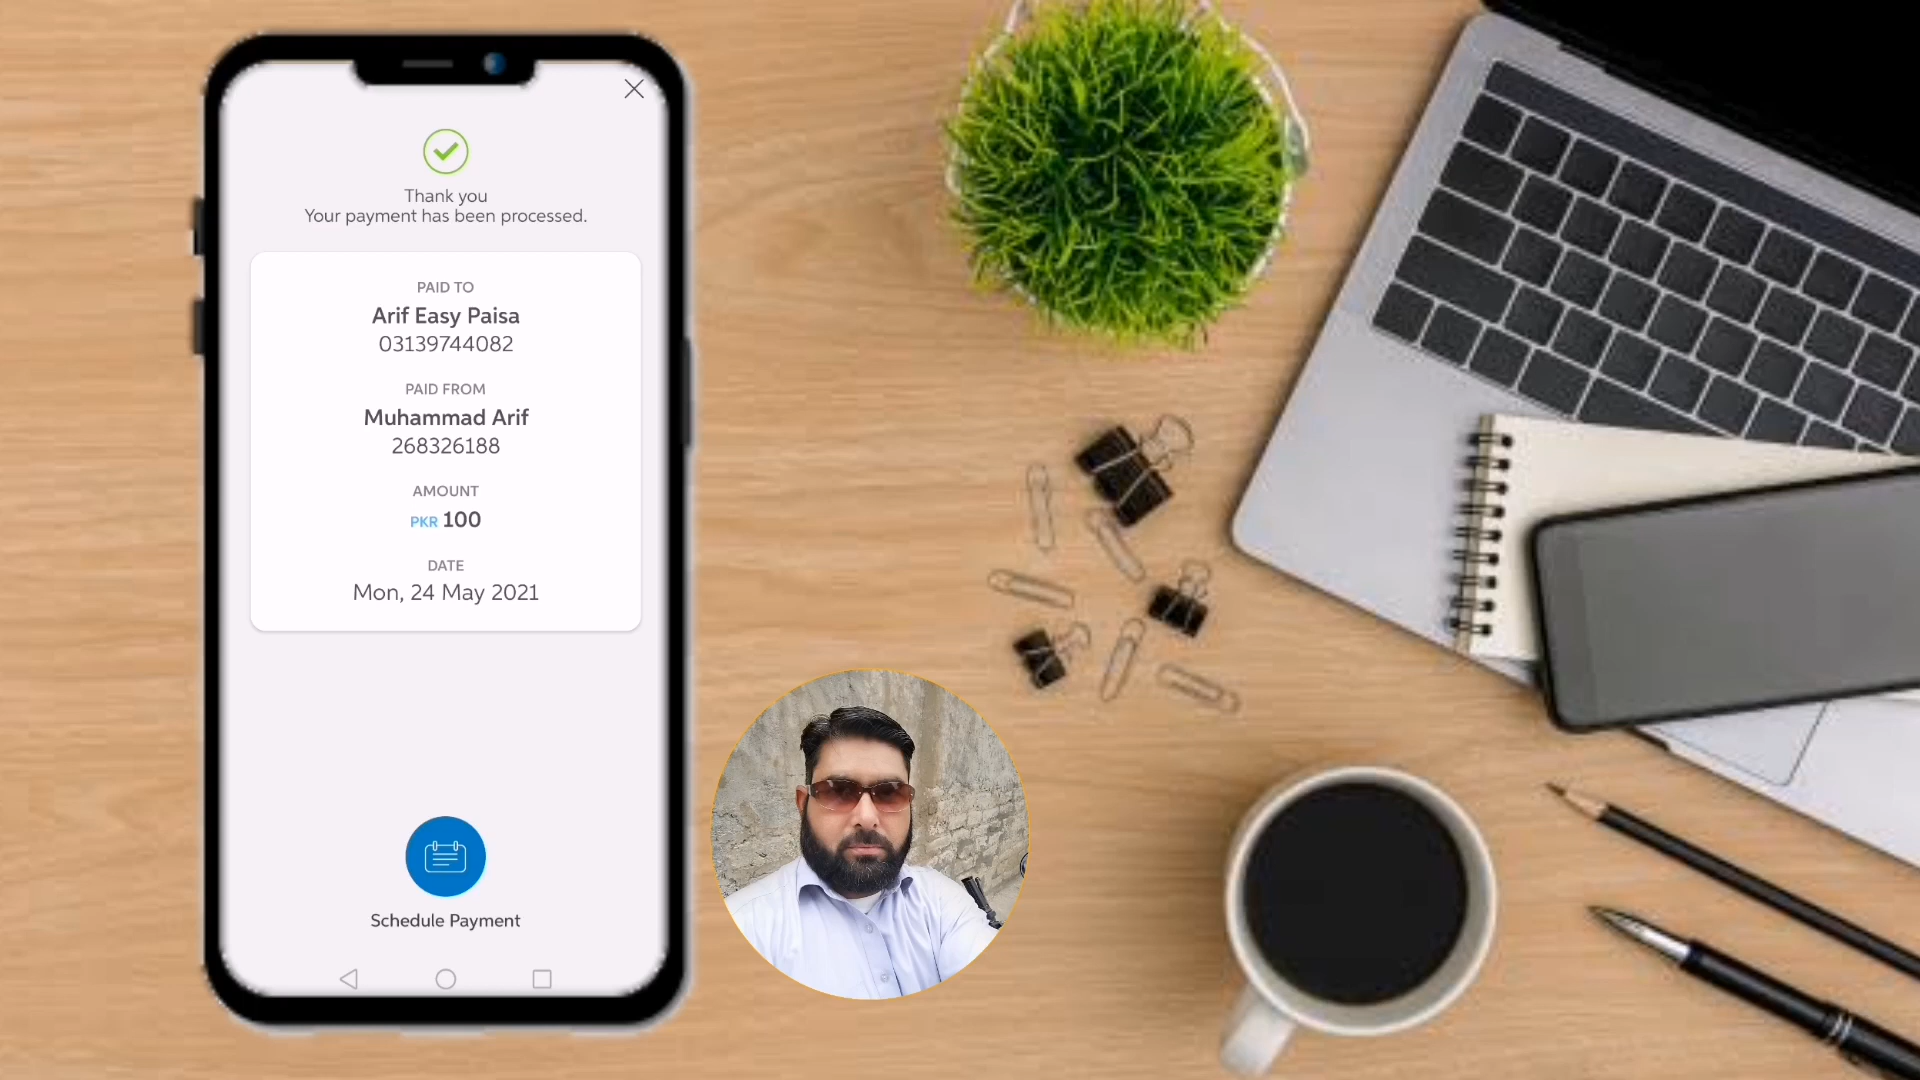 Thank you
Your payment has been processed.
PAID TO
Arif Easy Paisa
03139744082
PAID FROM
Muhammad Arif
268326188
AMOUNT
PKR 100
DATE
Mon, 24 May 2021
Schedule Payment